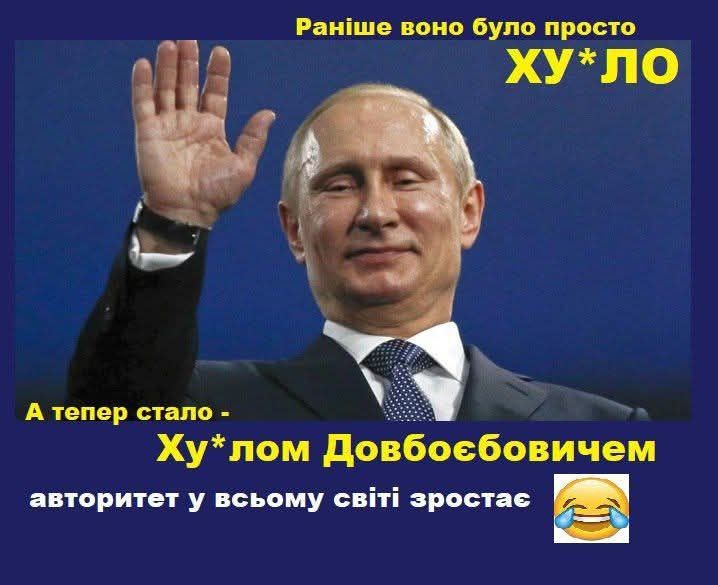 Раніше воно було просто
ХУ*ЛО
А тепер стало -
Ху*лом Довбоєбовичем
авторитет у всьому світі зростає